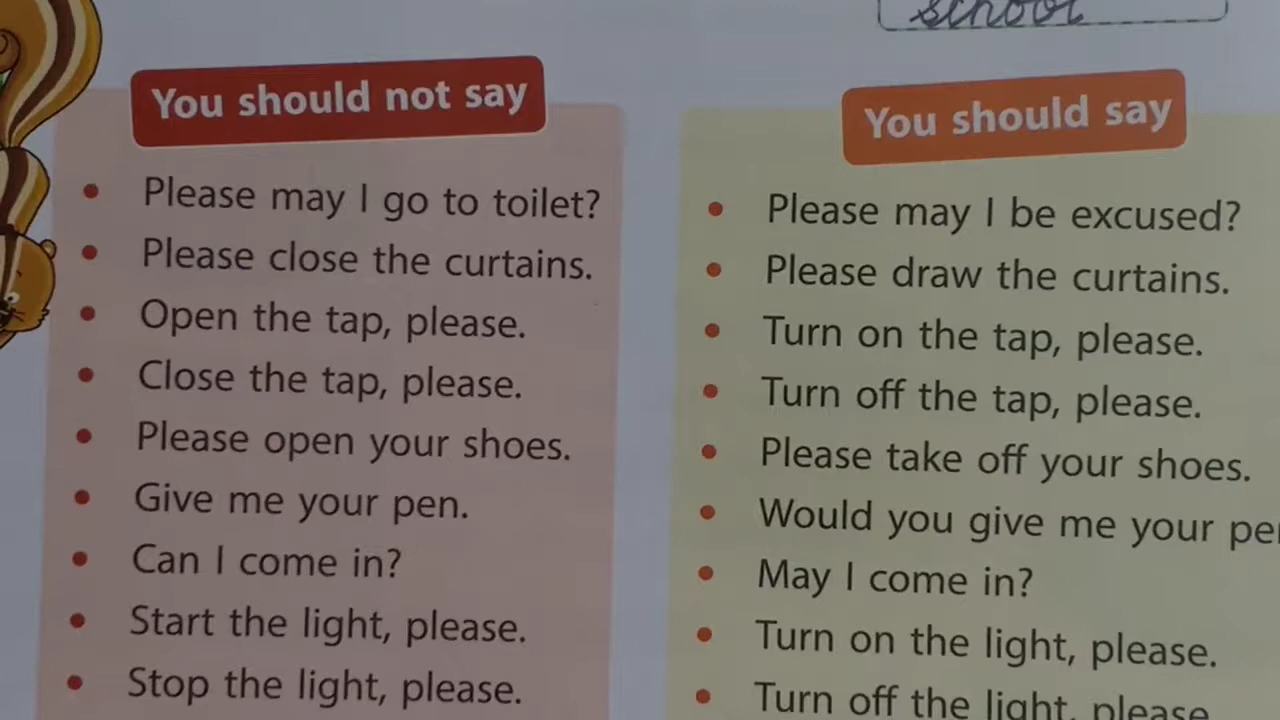 school
You should not say
Please may I go to toilet?
Please close the curtains.
Open the tap, please.
Close the tap, please.
Please open your shoes.
Give me your pen.
Can I come in?
Start the light, please.
Stop the light, please.
You should say
Please may I be excused?
Please draw the curtains.
Turn on the tap, please.
Turn off the tap, please.
Please take off your shoes.
Would you give me your
May I come in?
Turn on the light, please.
Turn off the light, please